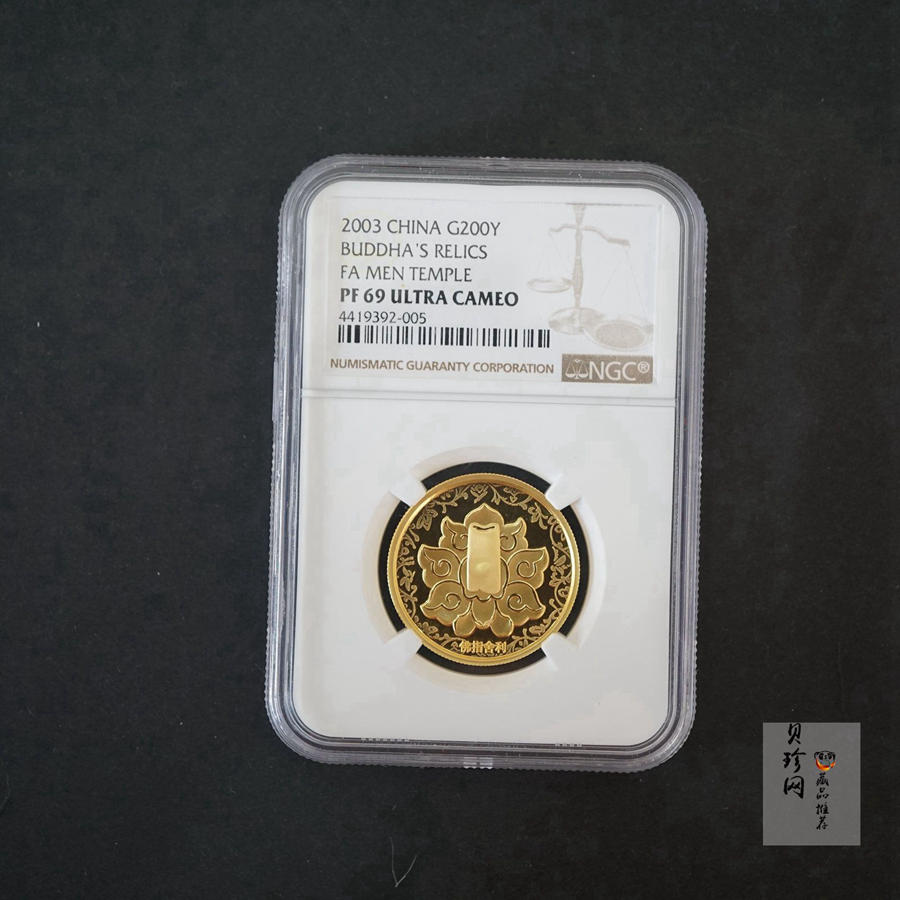 2003 CHINA G200Y
BUDDHA'S RELICS
FA MEN TEMPLE
PF 69 ULTRA CAMEO
4419392-005
NUMISMATIC GUARANTY CORPORATION
NGC®
佛指舍利
贝珍网
藏品推荐